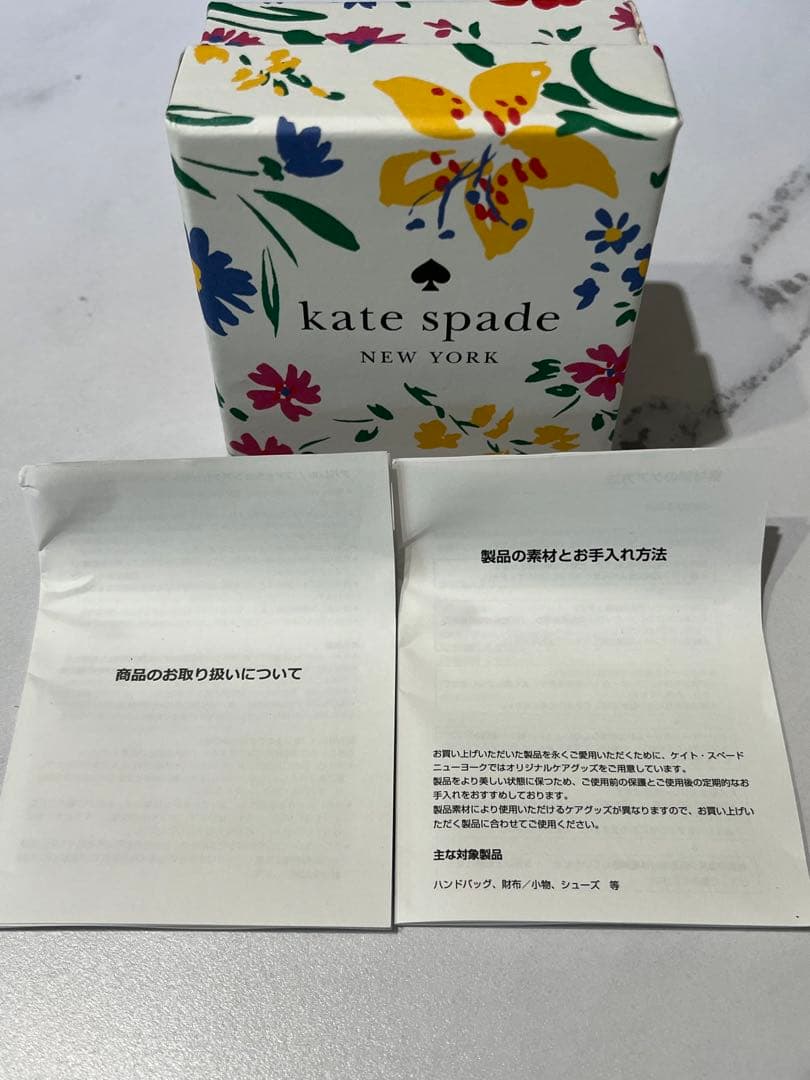 kate spade
NEW YORK
商品のお取り扱いについて
製品の素材とお手入れ方法
お買い上げいただいた製品を永くご愛用いただくために、ケイト・スペード
ニューヨークではオリジナルケアグッズをご用意しています。
製品をより美しい状態に保つため、ご使用前の保護とご使用後の定期的なお
手入れをおすすめしております。
製品素材により使用いただけるケアグッズが異なりますので、お買い上げい
ただく製品に合わせてご使用ください。
主な対象製品
ハンドバッグ、財布／小物、シューズ 等